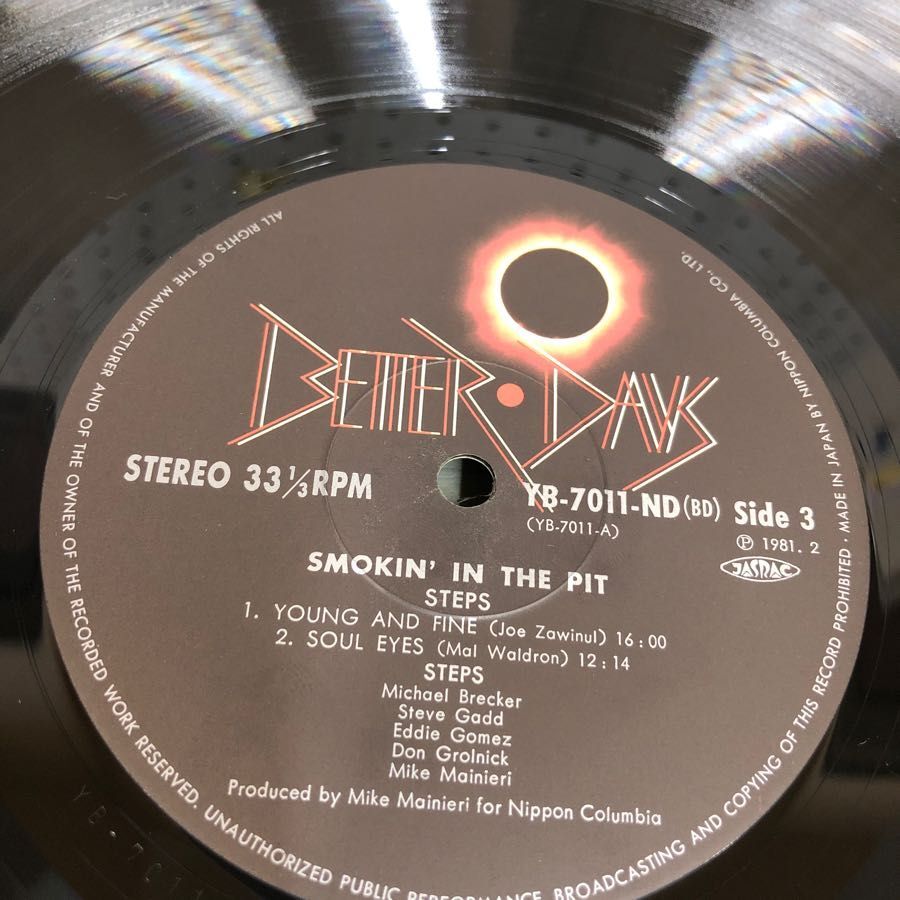 BETTER • DAYS
STEREO 33 1/3 RPM
YB-7011-ND (BD) Side 3
(YB-7011-A)
Ⓟ 1981. 2
JASRAC
SMOKIN' IN THE PIT
STEPS
1. YOUNG AND FINE (Joe Zawinul) 16:00
2. SOUL EYES (Mal Waldron) 12:14
STEPS
Michael Brecker
Steve Gadd
Eddie Gomez
Don Grolnick
Mike Mainieri
Produced by Mike Mainieri for Nippon Columbia
ALL RIGHTS OF THE MANUFACTURER AND OF THE OWNER OF THE RECORDED WORK RESERVED. UNAUTHORIZED PUBLIC PERFORMANCE, BROADCASTING AND COPYING OF THIS RECORD PROHIBITED · MADE IN JAPAN BY NIPPON COLUMBIA CO., LTD.